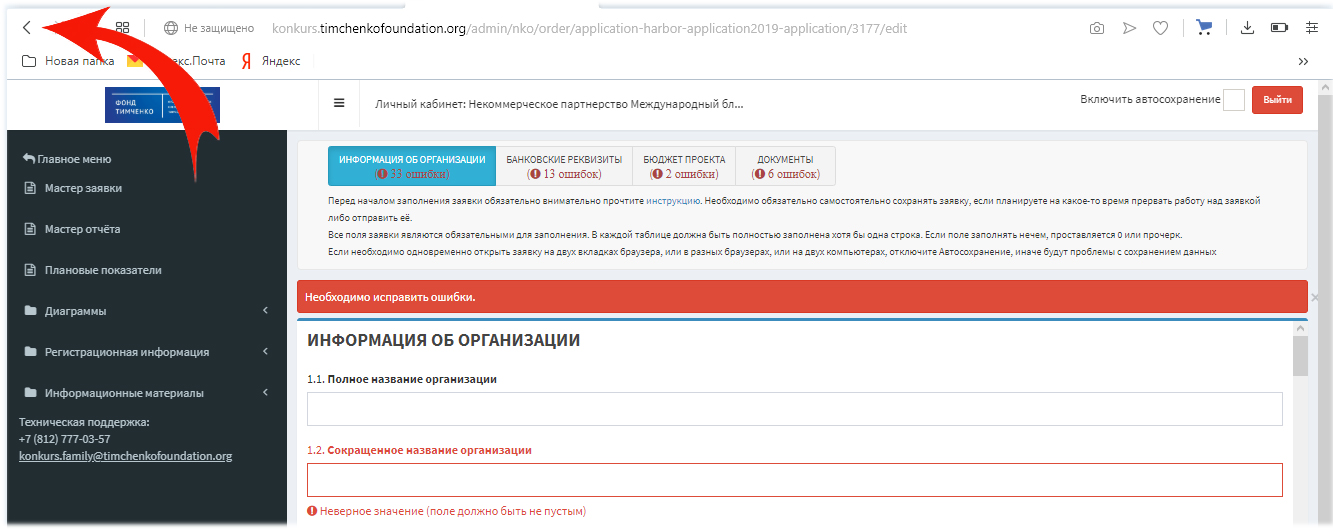 Не защищено
konkurs.timchenkofoundation.org/admin/nko/order/application-harbor-application2019-application/3177/edit
Новая папка
Яндекс
ФОНД
ТИМЧЕНКО
Личный кабинет: Некоммерческое партнерство Международный бл...
Включить автосохранение
Выйти
Главное меню
Мастер заявки
Мастер отчёта
Плановые показатели
Диаграммы
Регистрационная информация
Информационные материалы
Техническая поддержка:
+7 (812) 777-03-57
konkurs.family@timchenkofoundation.org
ИНФОРМАЦИЯ ОБ ОРГАНИЗАЦИИ
(33 ошибки)
БАНКОВСКИЕ РЕКВИЗИТЫ
(13 ошибок)
БЮДЖЕТ ПРОЕКТА
(2 ошибки)
ДОКУМЕНТЫ
(6 ошибок)
Перед началом заполнения заявки обязательно внимательно прочтите инструкцию. Необходимо обязательно самостоятельно сохранять заявку, если планируете на какое-то время прервать работу над заявкой
либо отправить её.
Все поля заявки являются обязательными для заполнения. В каждой таблице должна быть полностью заполнена хотя бы одна строка. Если поле заполнять нечем, проставляется 0 или прочерк.
Если необходимо одновременно открыть заявку на двух вкладках браузера, или в разных браузерах, или на двух компьютерах, отключите Автосохранение, иначе будут проблемы с сохранением данных
Необходимо исправить ошибки.
ИНФОРМАЦИЯ ОБ ОРГАНИЗАЦИИ
1.1. Полное название организации
1.2. Сокращенное название организации
Неверное значение (поле должно быть не пустым)